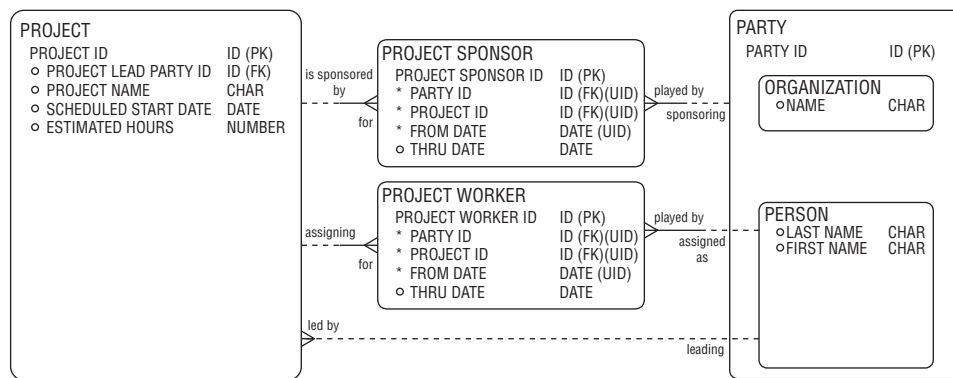 PROJECT
PROJECT ID ID (PK)
o PROJECT LEAD PARTY ID ID (FK)
o PROJECT NAME CHAR
o SCHEDULED START DATE DATE
o ESTIMATED HOURS NUMBER
is sponsored
by
for
PROJECT SPONSOR
PROJECT SPONSOR ID ID (PK)
* PARTY ID ID (FK)(UID)
* PROJECT ID ID (FK)(UID)
* FROM DATE DATE (UID)
o THRU DATE DATE
played by
sponsoring
assigning
for
PROJECT WORKER
PROJECT WORKER ID ID (PK)
* PARTY ID ID (FK)(UID)
* PROJECT ID ID (FK)(UID)
* FROM DATE DATE (UID)
o THRU DATE DATE
played by
assigned
as
led by
leading
PARTY
PARTY ID ID (PK)
ORGANIZATION
o NAME CHAR
PERSON
o LAST NAME CHAR
o FIRST NAME CHAR